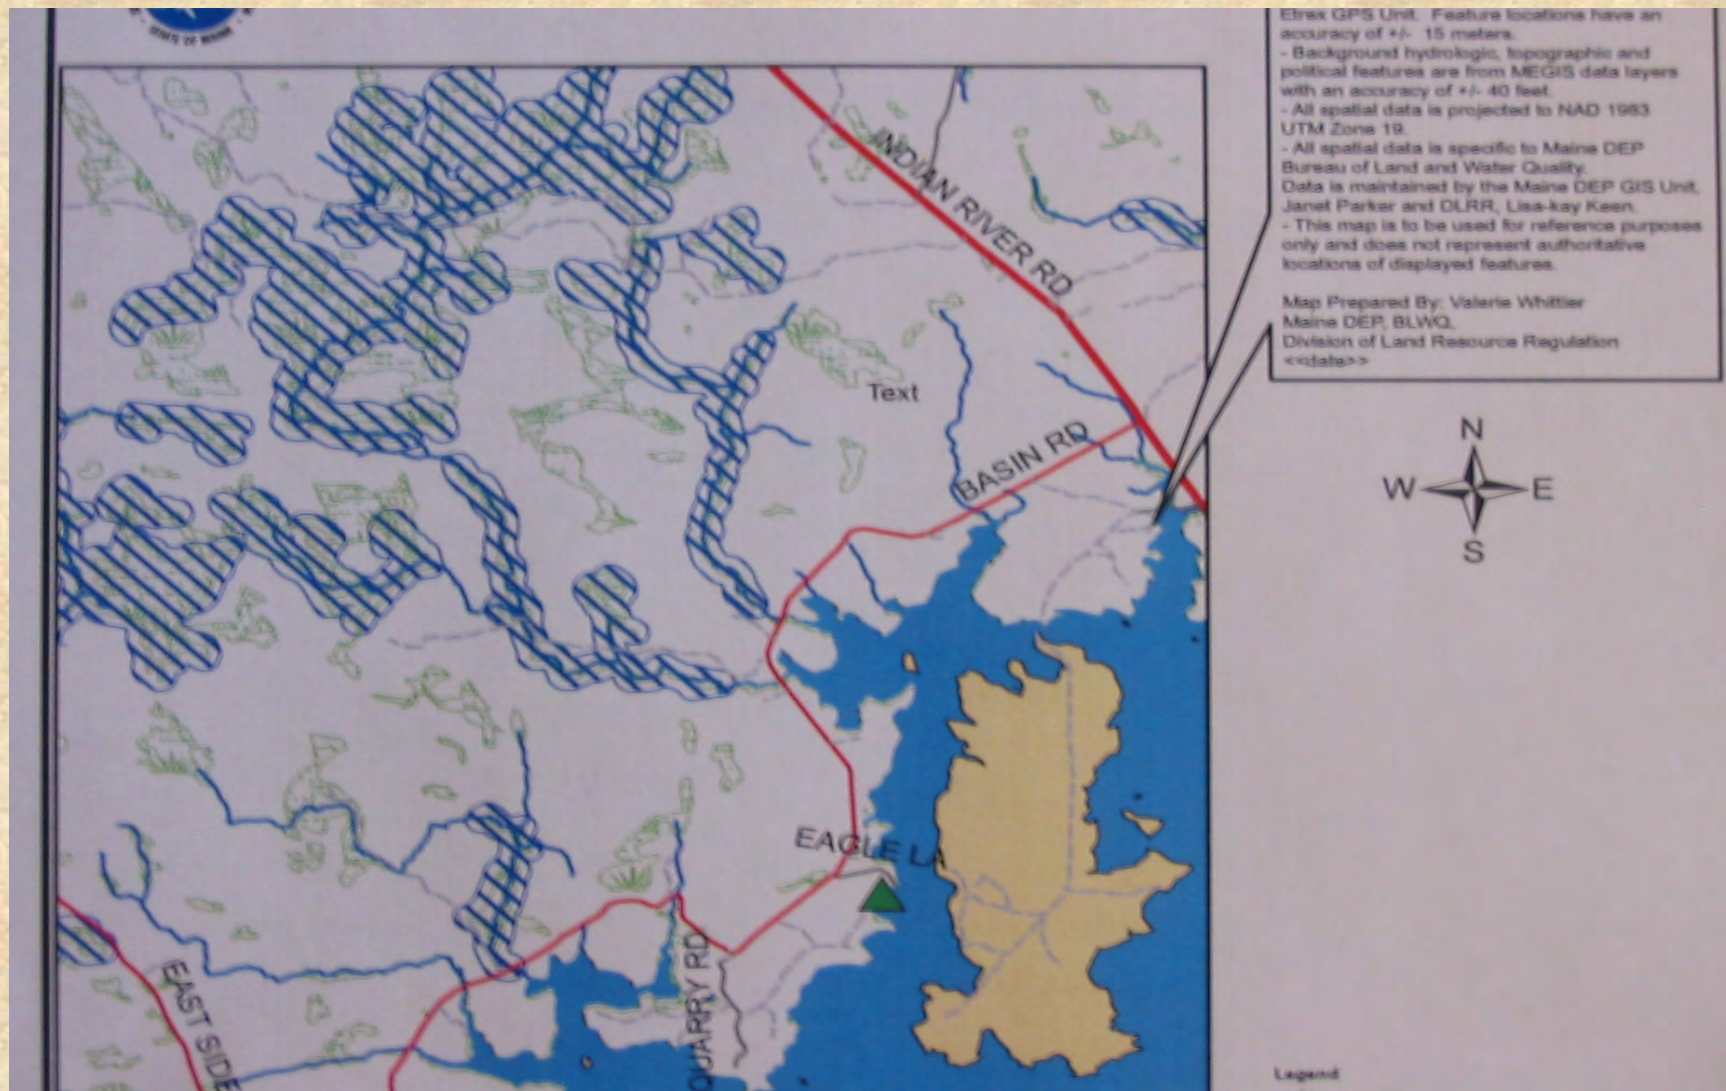 STATE OF MAINE
Etrex GPS Unit. Feature locations have an
accuracy of +/- 15 meters.
- Background hydrologic, topographic and
political features are from MEGIS data layers
with an accuracy of +/- 40 feet.
- All spatial data is projected to NAD 1983
UTM Zone 19.
- All spatial data is specific to Maine DEP
Bureau of Land and Water Quality.
Data is maintained by the Maine DEP GIS Unit,
Janet Parker and DLRR, Lisa-kay Keen.
- This map is to be used for reference purposes
only and does not represent authoritative
locations of displayed features.
Map Prepared By: Valerie Whittier
Maine DEP, BLWQ,
Division of Land Resource Regulation
<<date>>
INDIAN RIVER RD
Text
BASIN RD
N
W E
S
EAGLE LA
QUARRY RD
EAST SIDE
Legend